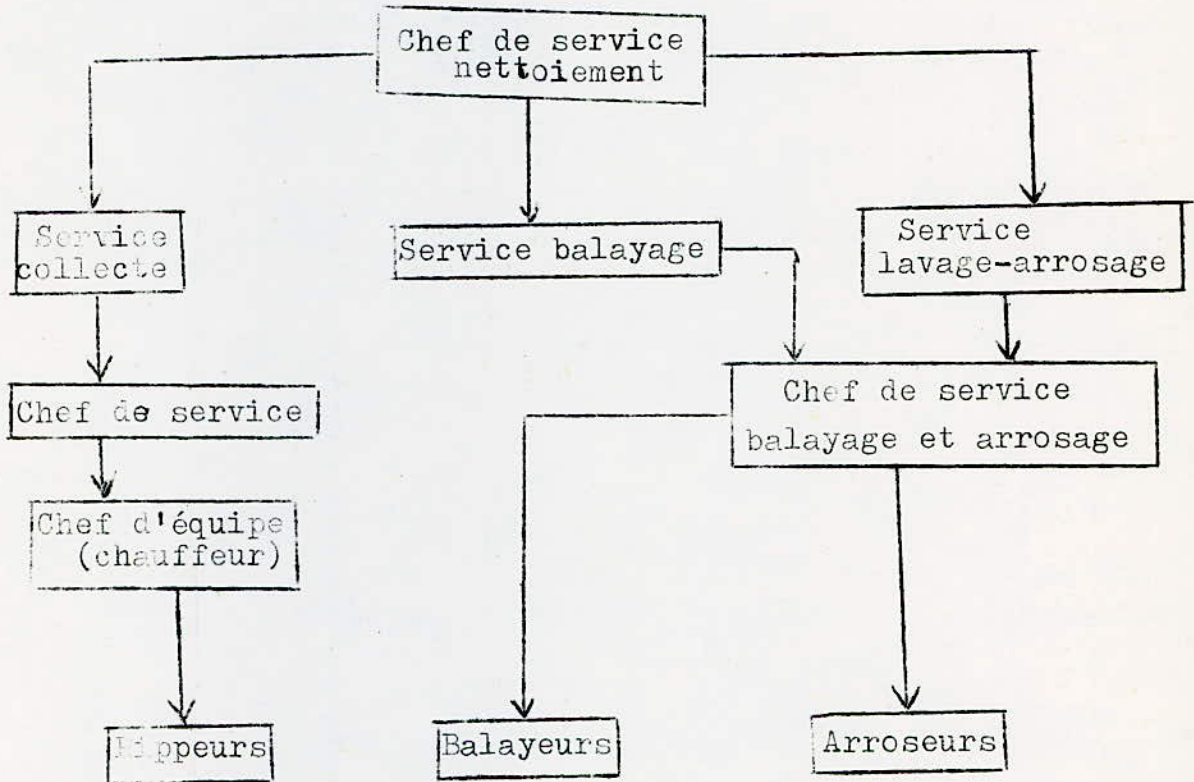 Chef de service
nettoiement
Service
collecte
Service balayage
Service
lavage-arrosage
Chef de service
Chef de service
balayage et arrosage
Chef d'équipe
(chauffeur)
Rippeurs
Balayeurs
Arroseurs